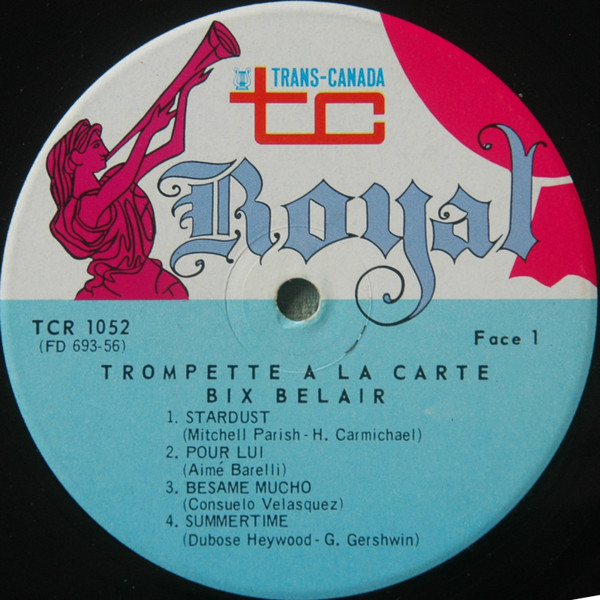 TRANS-CANADA
tc
Royal
TCR 1052
(FD 693-56)
Face 1
TROMPETTE A LA CARTE
BIX BELAIR
1. STARDUST
(Mitchell Parish - H. Carmichael)
2. POUR LUI
(Aimé Barelli)
3. BESAME MUCHO
(Consuelo Velasquez)
4. SUMMERTIME
(Dubose Heywood - G. Gershwin)